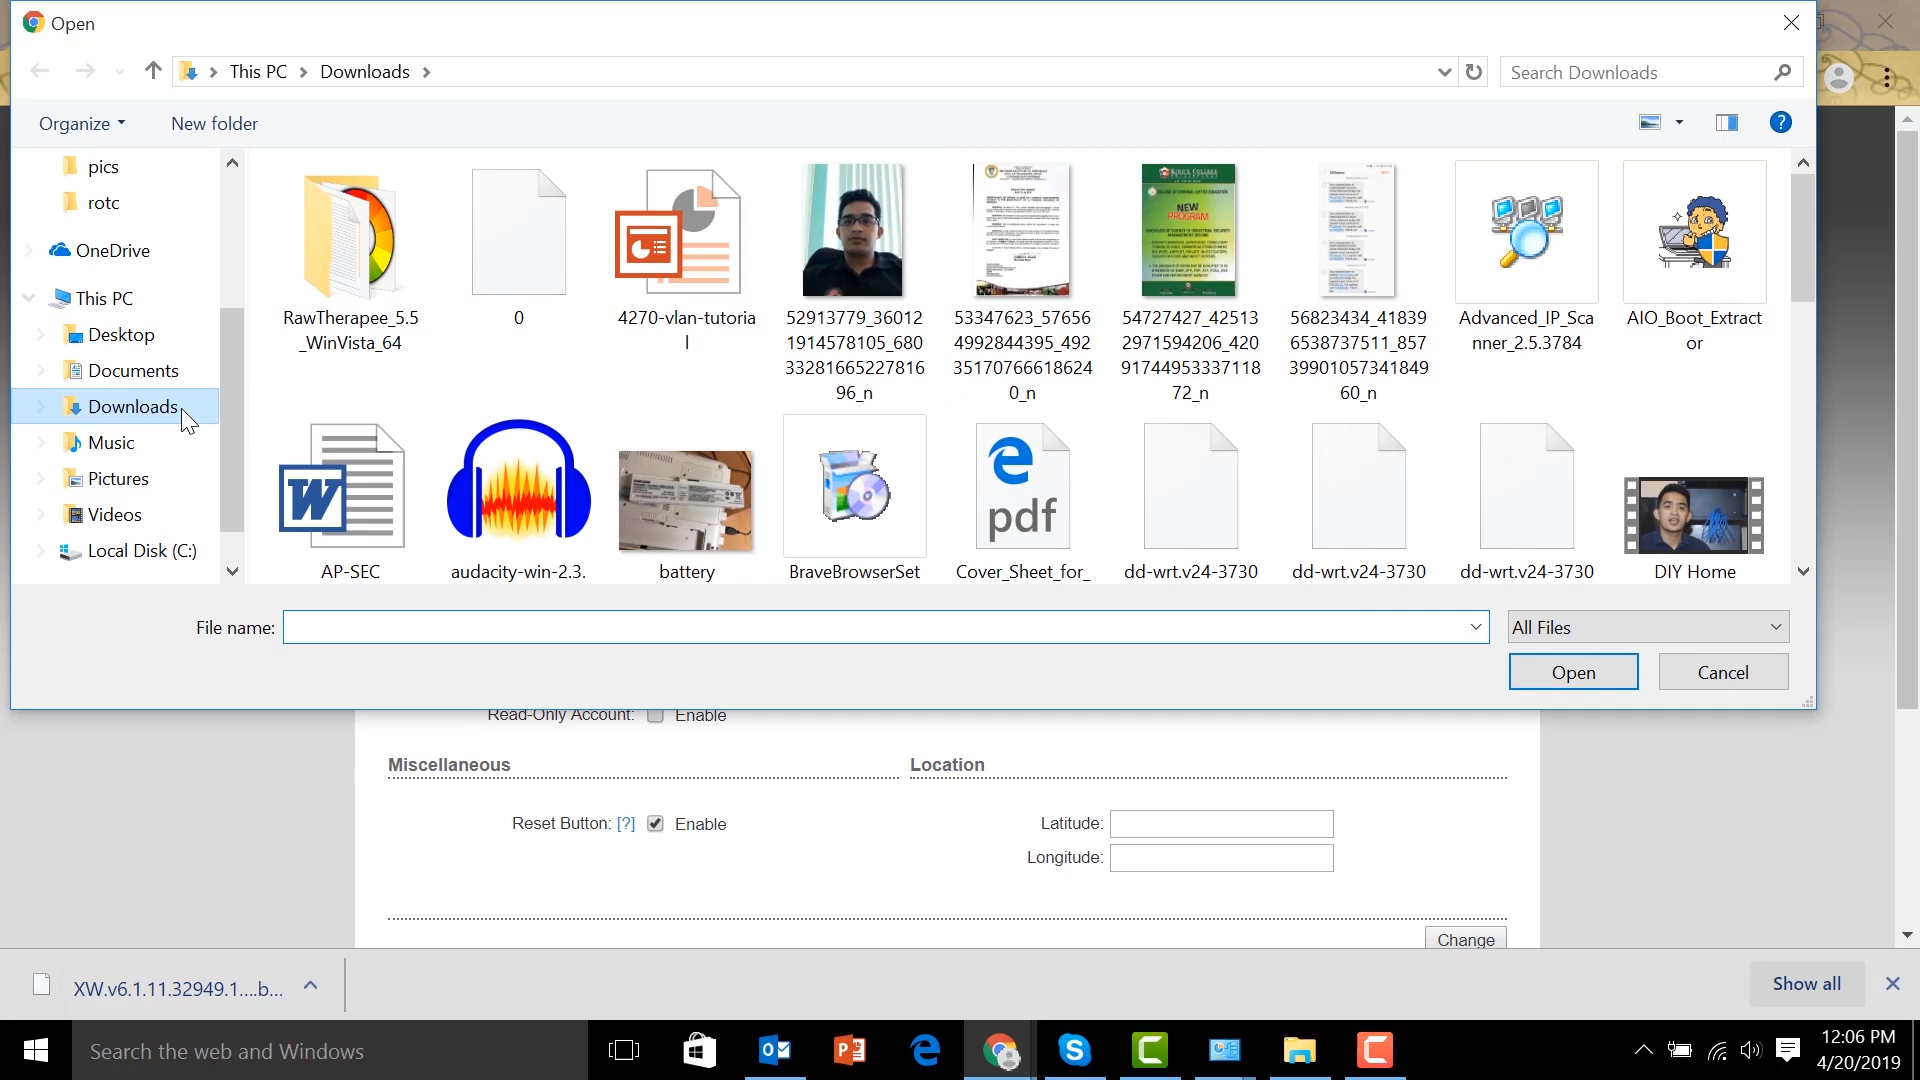 Open
This PC
Downloads
Search Downloads
Organize
New folder
pics
rotc
OneDrive
This PC
Desktop
Documents
Downloads
Music
Pictures
Videos
Local Disk (C:)
RawTherapee_5.5
_WinVista_64
0
4270-vlan-tutoria
l
52913779_36012
1914578105_680
33281665227816
96_n
53347623_57656
4992844395_492
35170766618624
0_n
54727427_42513
2971594206_420
91744953337118
72_n
56823434_41839
6538737511_857
39901057341849
60_n
Advanced_IP_Sca
nner_2.5.3784
AIO_Boot_Extract
or
NEW
PROGRAM
W
pdf
AP-SEC
audacity-win-2.3.
battery
BraveBrowserSet
Cover_Sheet_for_
dd-wrt.v24-3730
dd-wrt.v24-3730
dd-wrt.v24-3730
DIY Home
File name:
All Files
Open
Cancel
Read-Only Account:
Enable
Miscellaneous
Location
Reset Button: [?]
Enable
Latitude:
Longitude:
Change
XW.v6.1.11.32949.1....b...
Show all
Search the web and Windows
12:06 PM
4/20/2019